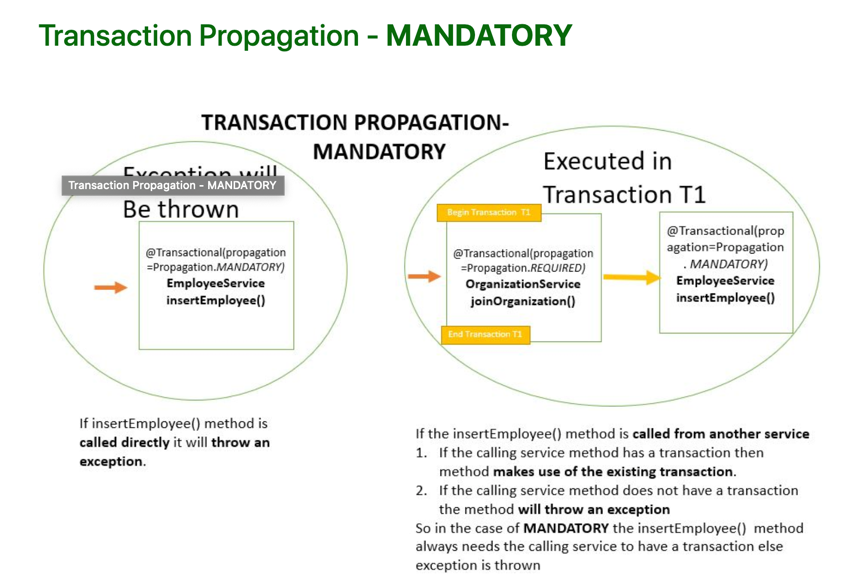 Transaction Propagation - MANDATORY
TRANSACTION PROPAGATION-
MANDATORY
Exception will
Transaction Propagation - MANDATORY
Be thrown
@Transactional(propagation
=Propagation.MANDATORY)
EmployeeService
insertEmployee()
Executed in
Transaction T1
Begin Transaction T1
@Transactional(propagation
=Propagation.REQUIRED)
OrganizationService
joinOrganization()
End Transaction T1
@Transactional(prop
agation=Propagation
. MANDATORY)
EmployeeService
insertEmployee()
If insertEmployee() method is
called directly it will throw an
exception.
If the insertEmployee() method is called from another service
1. If the calling service method has a transaction then
method makes use of the existing transaction.
2. If the calling service method does not have a transaction
the method will throw an exception
So in the case of MANDATORY the insertEmployee() method
always needs the calling service to have a transaction else
exception is thrown